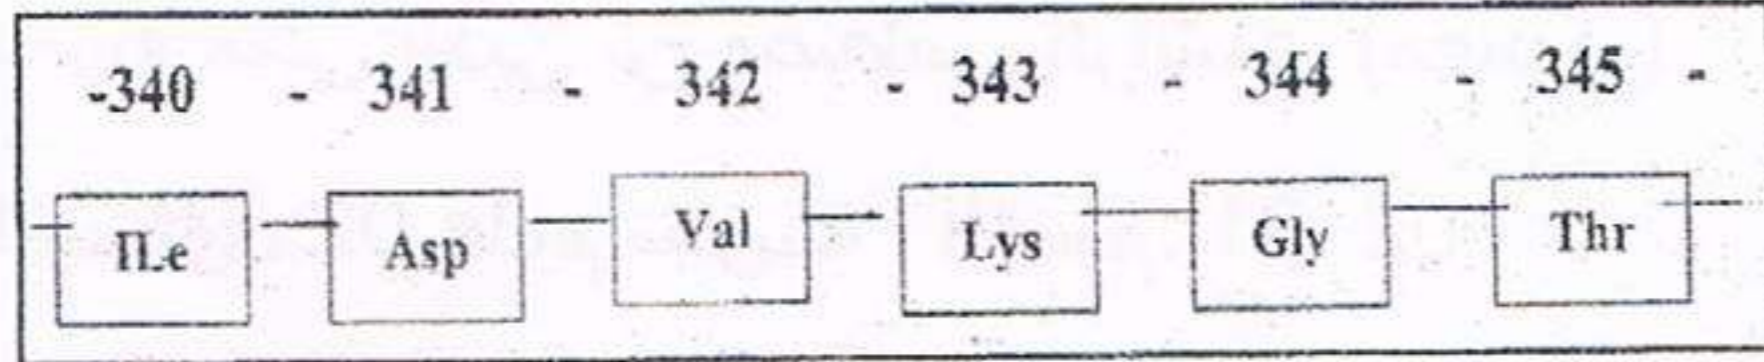 -340 - 341 - 342 - 343 - 344 - 345 -
ILe Asp Val Lys Gly Thr